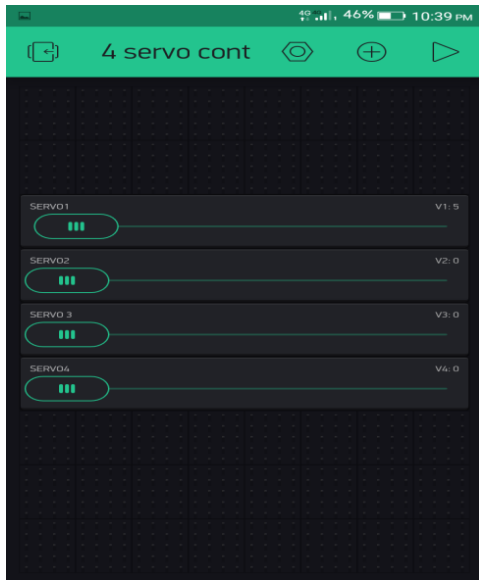 4G 46% 10:39 PM
4 servo cont
SERVO1 V1: 5
SERVO2 V2: 0
SERVO 3 V3: 0
SERVO4 V4: 0